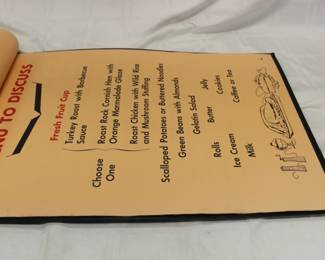 TO DISCUSS
Fresh Fruit Cup
Turkey Roast with Barbecue
Sauce
Choose
One
Roast Rock Cornish Hen with
Orange Marmalade Glaze
Roast Chicken with Wild Rice
and Mushroom Stuffing
Scalloped Potatoes or Buttered Noodles
Green Beans with Almonds
Gelatin Salad
Rolls Butter Jelly
Ice Cream Cookies
Milk Coffee or Tea